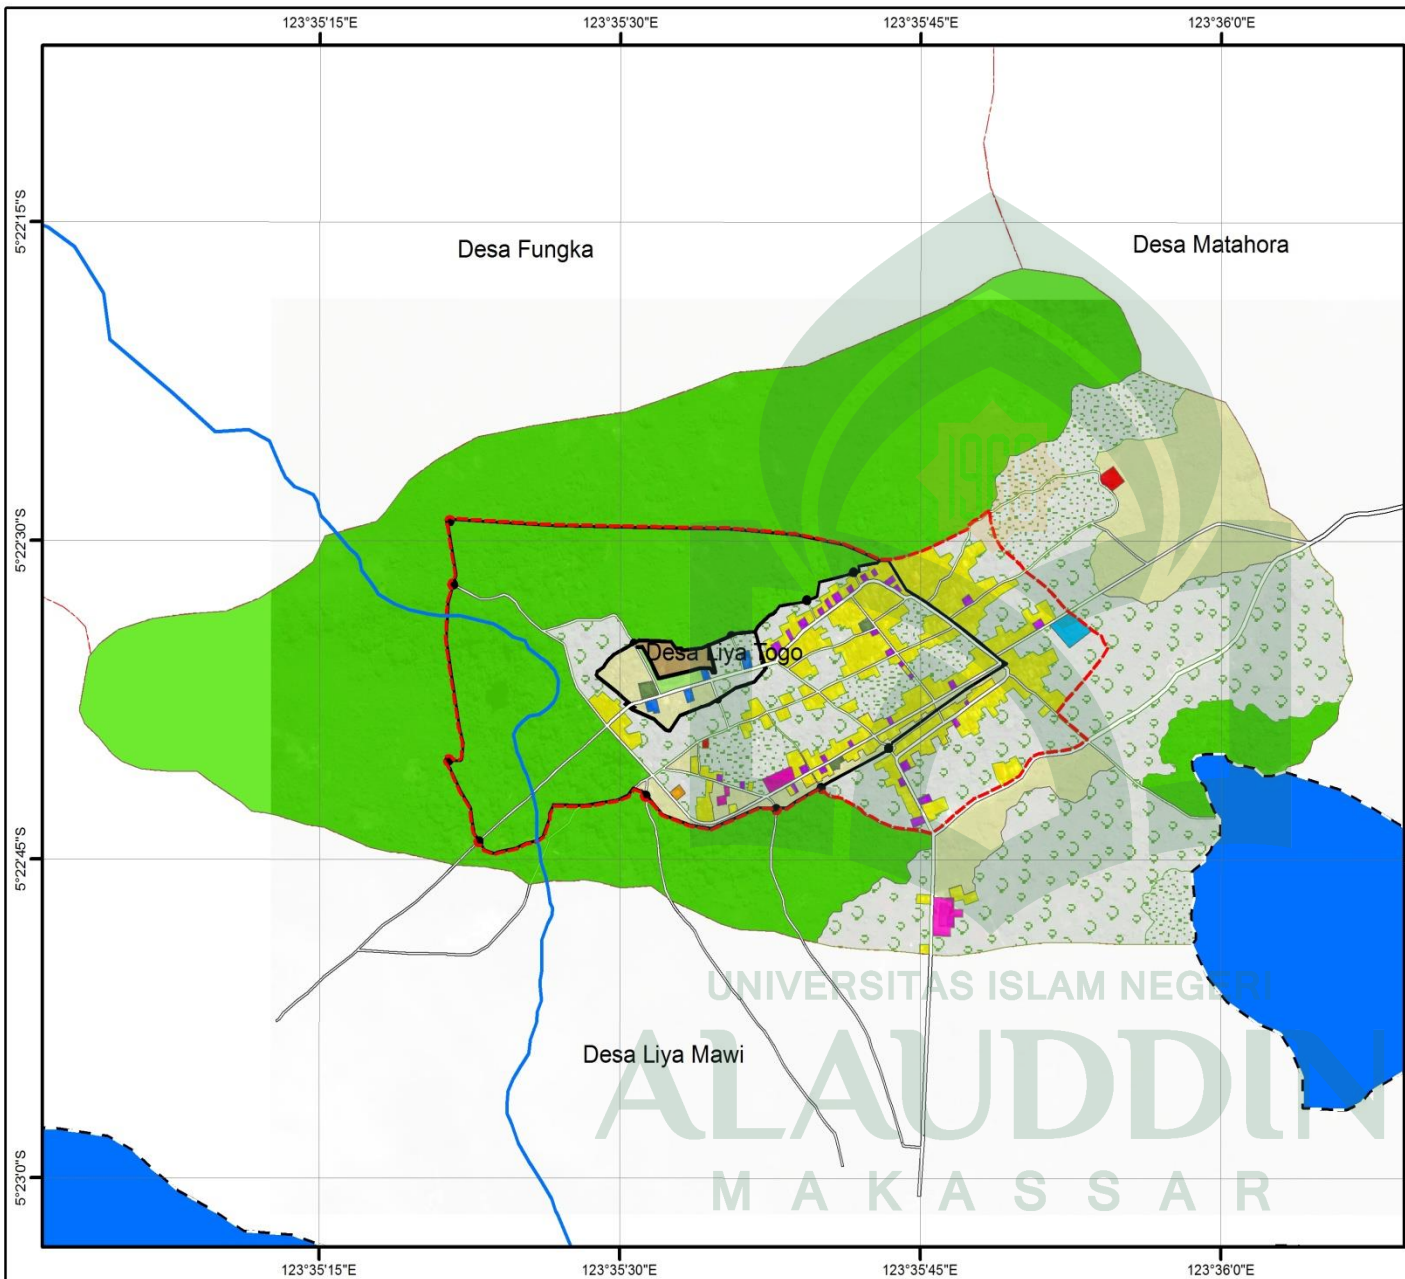 123°35'15"E 123°35'30"E 123°35'45"E 123°36'0"E
5°22'15"S
Desa Fungka
Desa Matahora
5°22'30"S
Desa Liya Togo
5°22'45"S
UNIVERSITAS ISLAM NEGERI
Desa Liya Mawi
ALAUDDIN
MAKASSAR
5°23'0"S
123°35'15"E 123°35'30"E 123°35'45"E 123°36'0"E